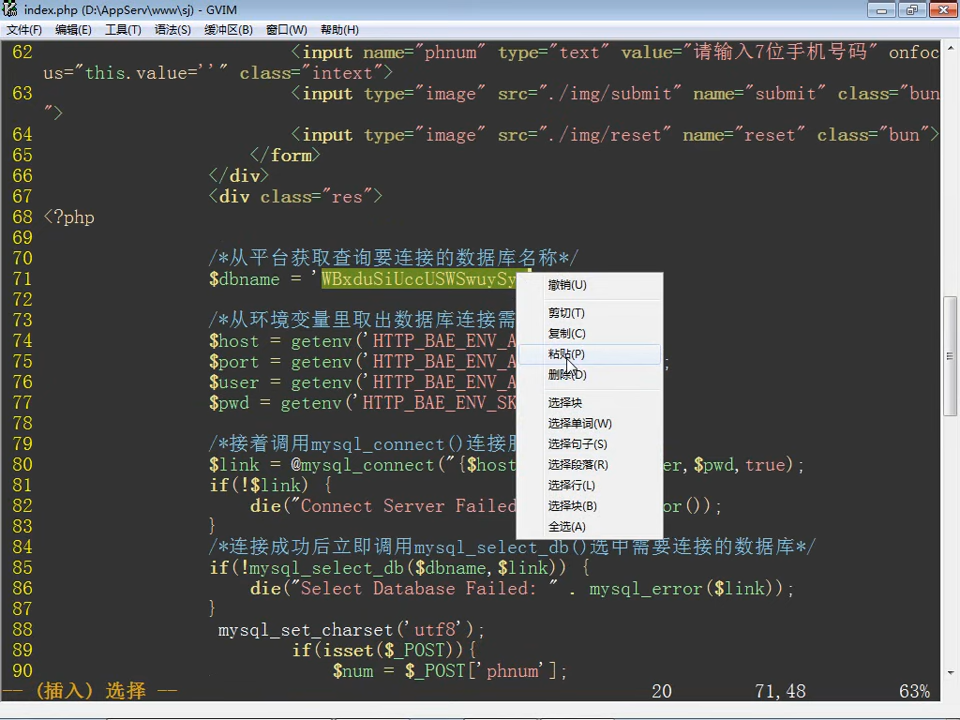 index.php (D:\AppServ\www\sj) - GVIM
文件(F) 编辑(E) 工具(T) 语法(S) 缓冲区(B) 窗口(W) 帮助(H)
62 <input name="phnum" type="text" value="请输入7位手机号码" onfoc
us="this.value=''" class="intext">
63 <input type="image" src="./img/submit" name="submit" class="bun
">
64 <input type="image" src="./img/reset" name="reset" class="bun">
65 </form>
66 </div>
67 <div class="res">
68 <?php
69
70 /*从平台获取查询要连接的数据库名称*/
71 $dbname = 'WBxduSiUccUSWSwuySy
72
73 /*从环境变量里取出数据库连接需
74 $host = getenv('HTTP_BAE_ENV_A
75 $port = getenv('HTTP_BAE_ENV_A ;
76 $user = getenv('HTTP_BAE_ENV_A
77 $pwd = getenv('HTTP_BAE_ENV_SK
78
79 /*接着调用mysql_connect()连接
80 $link = @mysql_connect("{$host er,$pwd,true);
81 if(!$link) {
82 die("Connect Server Failed or());
83 }
84 /*连接成功后立即调用mysql_select_db()选中需要连接的数据库*/
85 if(!mysql_select_db($dbname,$link)) {
86 die("Select Database Failed: " . mysql_error($link));
87 }
88 mysql_set_charset('utf8');
89 if(isset($_POST)){
90 $num = $_POST['phnum'];
撤销(U)
剪切(T)
复制(C)
粘贴(P)
删除(D)
选择块
选择单词(W)
选择句子(S)
选择段落(R)
选择行(L)
选择块(B)
全选(A)
-- (插入) 选择 -- 20 71,48 63%